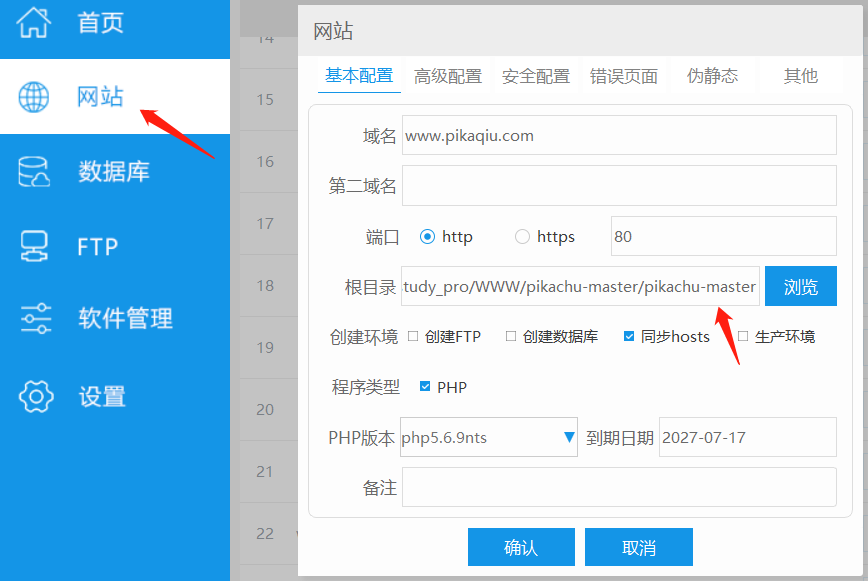 首页
网站
数据库
FTP
软件管理
设置
14
15
16
17
18
19
20
21
22
网站
基本配置 高级配置 安全配置 错误页面 伪静态 其他
域名 www.pikaqiu.com
第二域名
端口 http https 80
根目录 :tudy_pro/WWW/pikachu-master/pikachu-master 浏览
创建环境 创建FTP 创建数据库 同步hosts 生产环境
程序类型 PHP
PHP版本 php5.6.9nts 到期日期 2027-07-17
备注
确认 取消